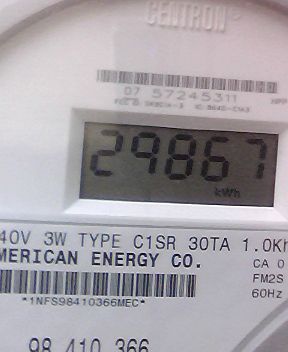 CENTRON®
07 57245311
29867
kWh
40V 3W TYPE C1SR 30TA 1.0Kh
MERICAN ENERGY CO.
CA 0
FM2S
*1NFS98410366MEC*
60Hz
98 410 366